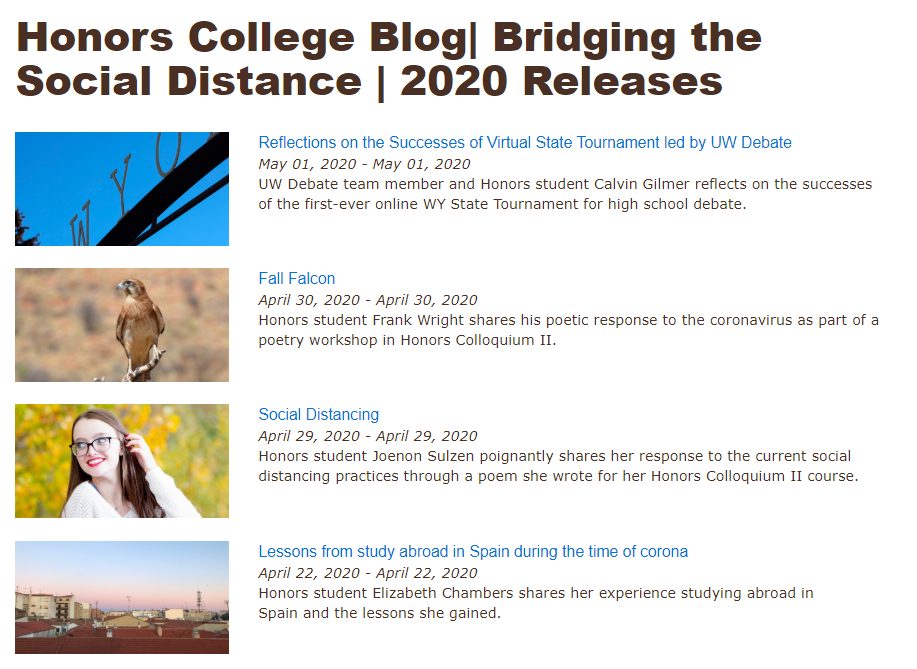 Honors College Blog| Bridging the
Social Distance | 2020 Releases
WYO
Reflections on the Successes of Virtual State Tournament led by UW Debate
May 01, 2020 - May 01, 2020
UW Debate team member and Honors student Calvin Gilmer reflects on the successes
of the first-ever online WY State Tournament for high school debate.
Fall Falcon
April 30, 2020 - April 30, 2020
Honors student Frank Wright shares his poetic response to the coronavirus as part of a
poetry workshop in Honors Colloquium II.
Social Distancing
April 29, 2020 - April 29, 2020
Honors student Joenon Sulzen poignantly shares her response to the current social
distancing practices through a poem she wrote for her Honors Colloquium II course.
Lessons from study abroad in Spain during the time of corona
April 22, 2020 - April 22, 2020
Honors student Elizabeth Chambers shares her experience studying abroad in
Spain and the lessons she gained.